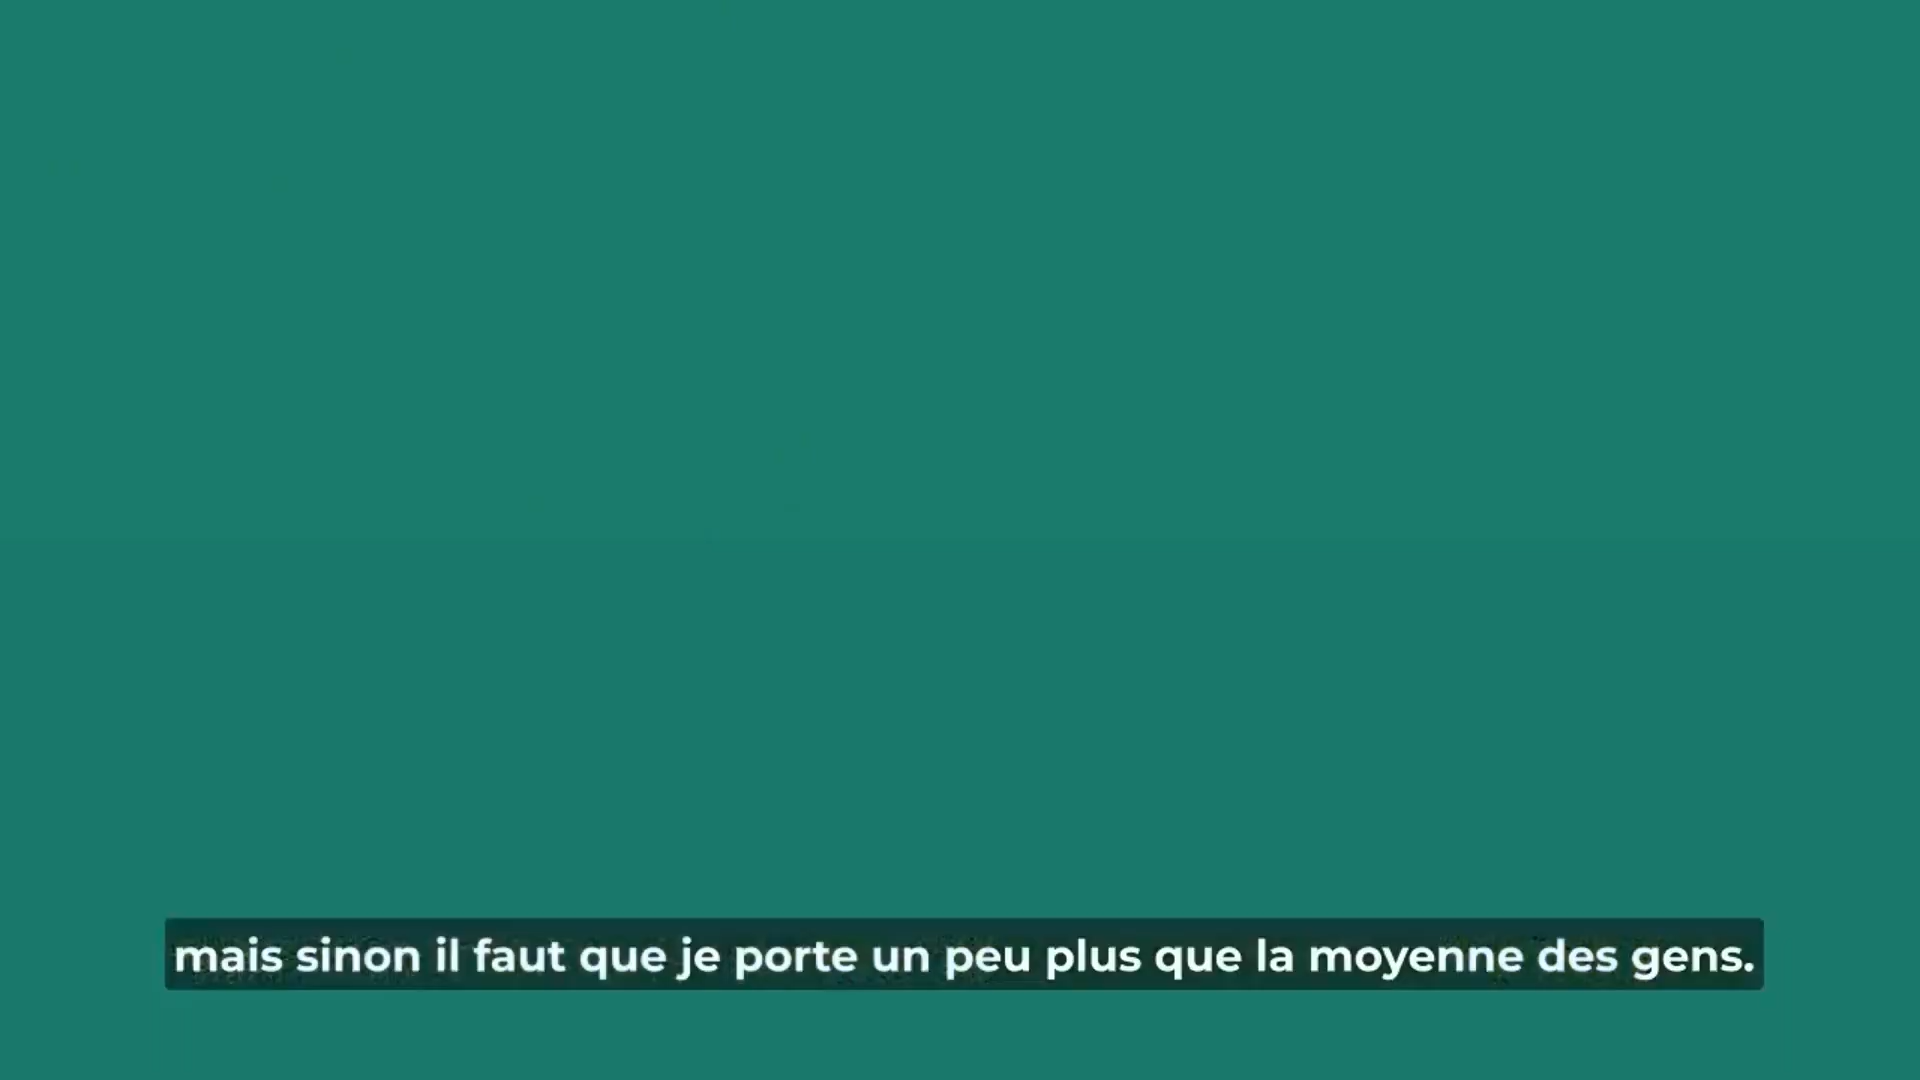 mais sinon il faut que je porte un peu plus que la moyenne des gens.